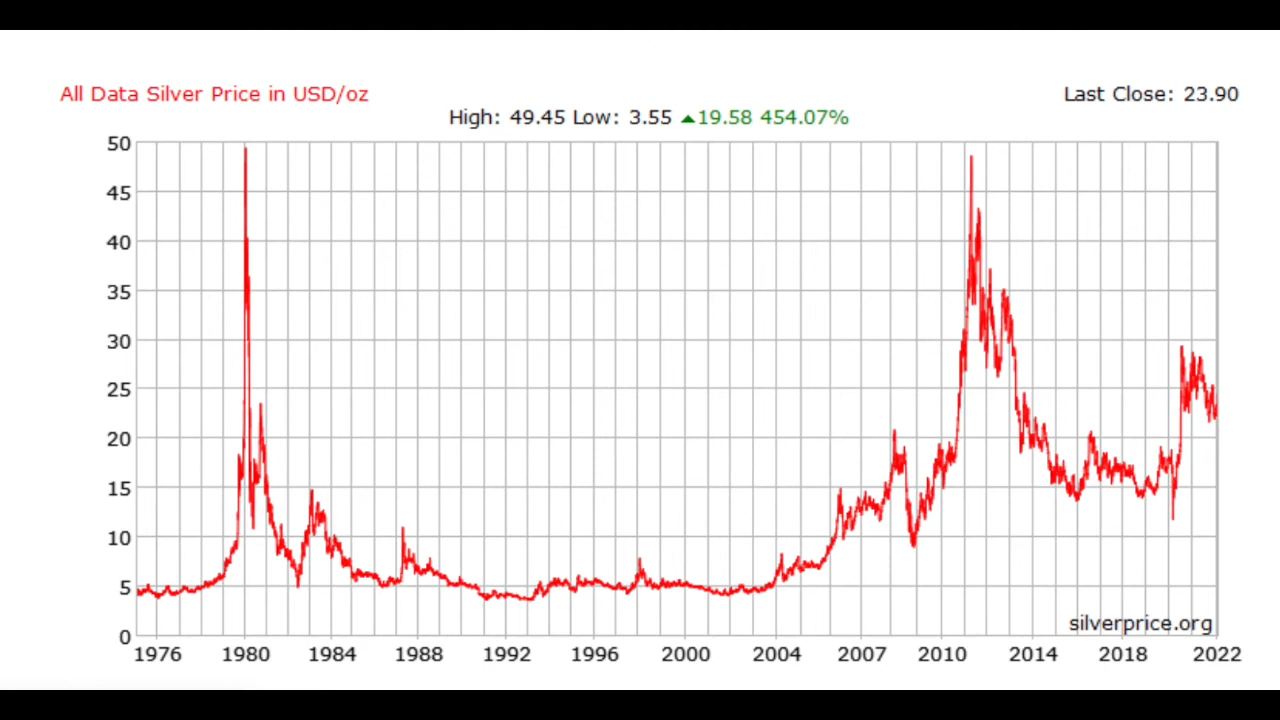 All Data Silver Price in USD/oz
Last Close: 23.90
High: 49.45 Low: 3.55 ▲19.58 454.07%
50
45
40
35
30
25
20
15
10
5
0
silverprice.org
1976 1980 1984 1988 1992 1996 2000 2004 2007 2010 2014 2018 2022